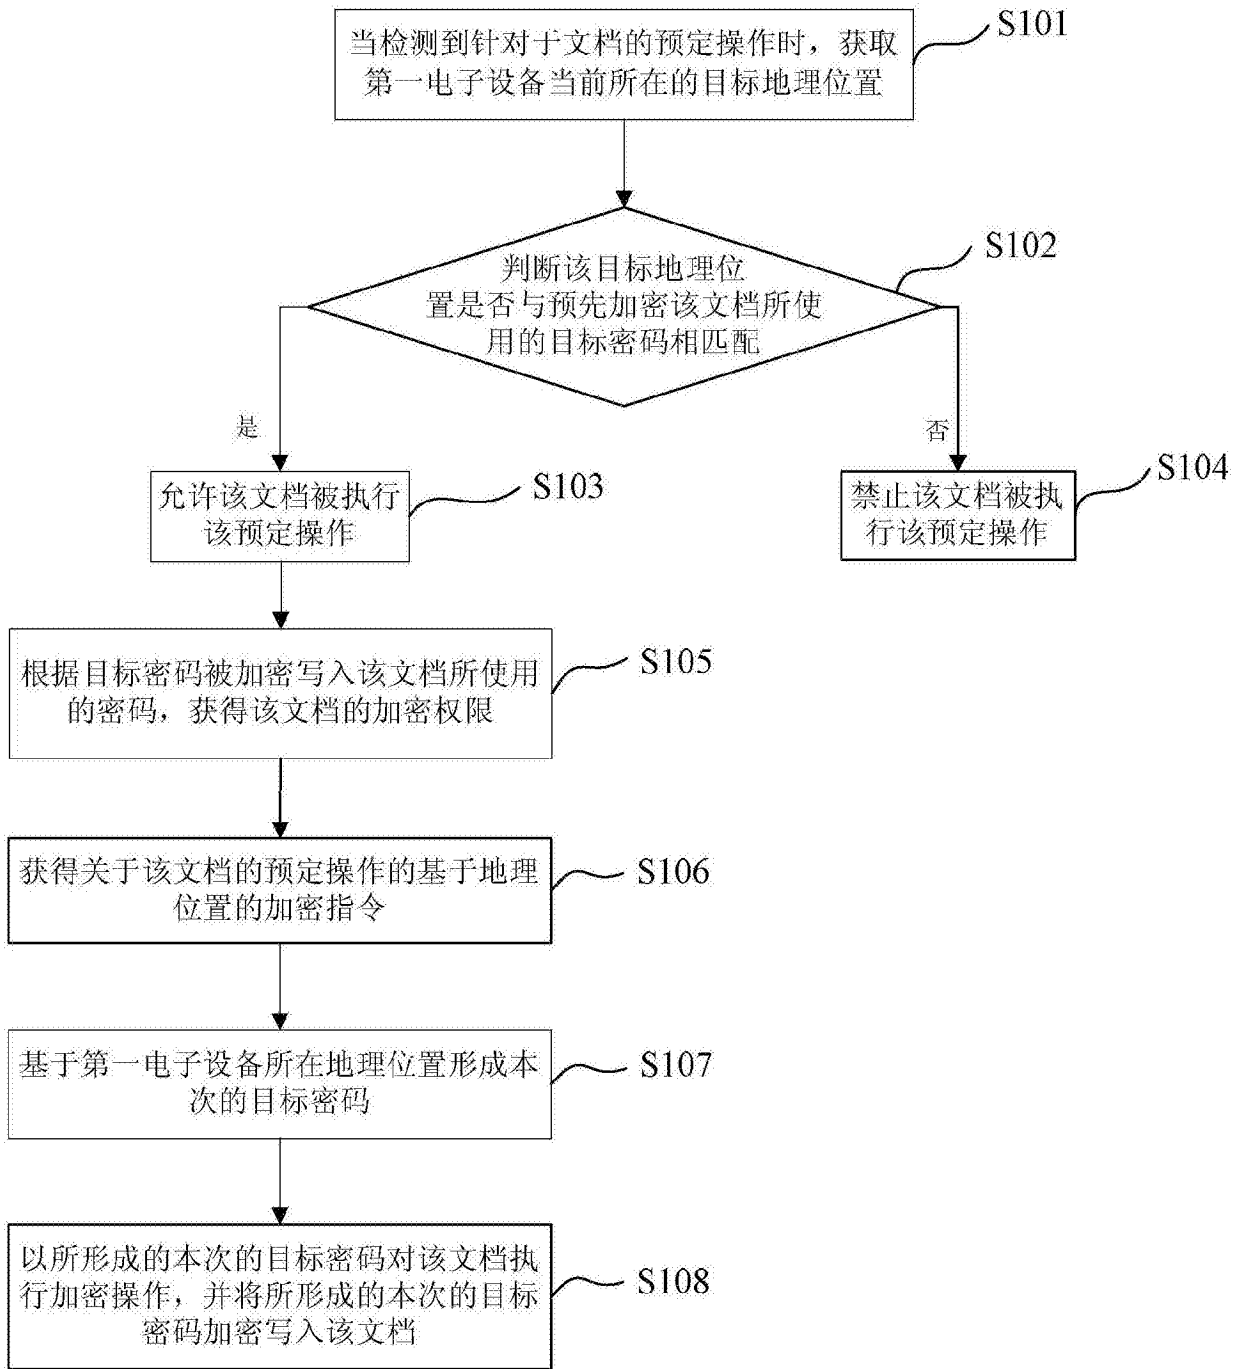 当检测到针对于文档的预定操作时，获取
第一电子设备当前所在的目标地理位置
S101
判断该目标地理位
置是否与预先加密该文档所使
用的目标密码相匹配
S102
是
否
允许该文档被执行
该预定操作
S103
禁止该文档被执
行该预定操作
S104
根据目标密码被加密写入该文档所使用
的密码，获得该文档的加密权限
S105
获得关于该文档的预定操作的基于地理
位置的加密指令
S106
基于第一电子设备所在地理位置形成本
次的目标密码
S107
以所形成的本次的目标密码对该文档执
行加密操作，并将所形成的本次的目标
密码加密写入该文档
S108